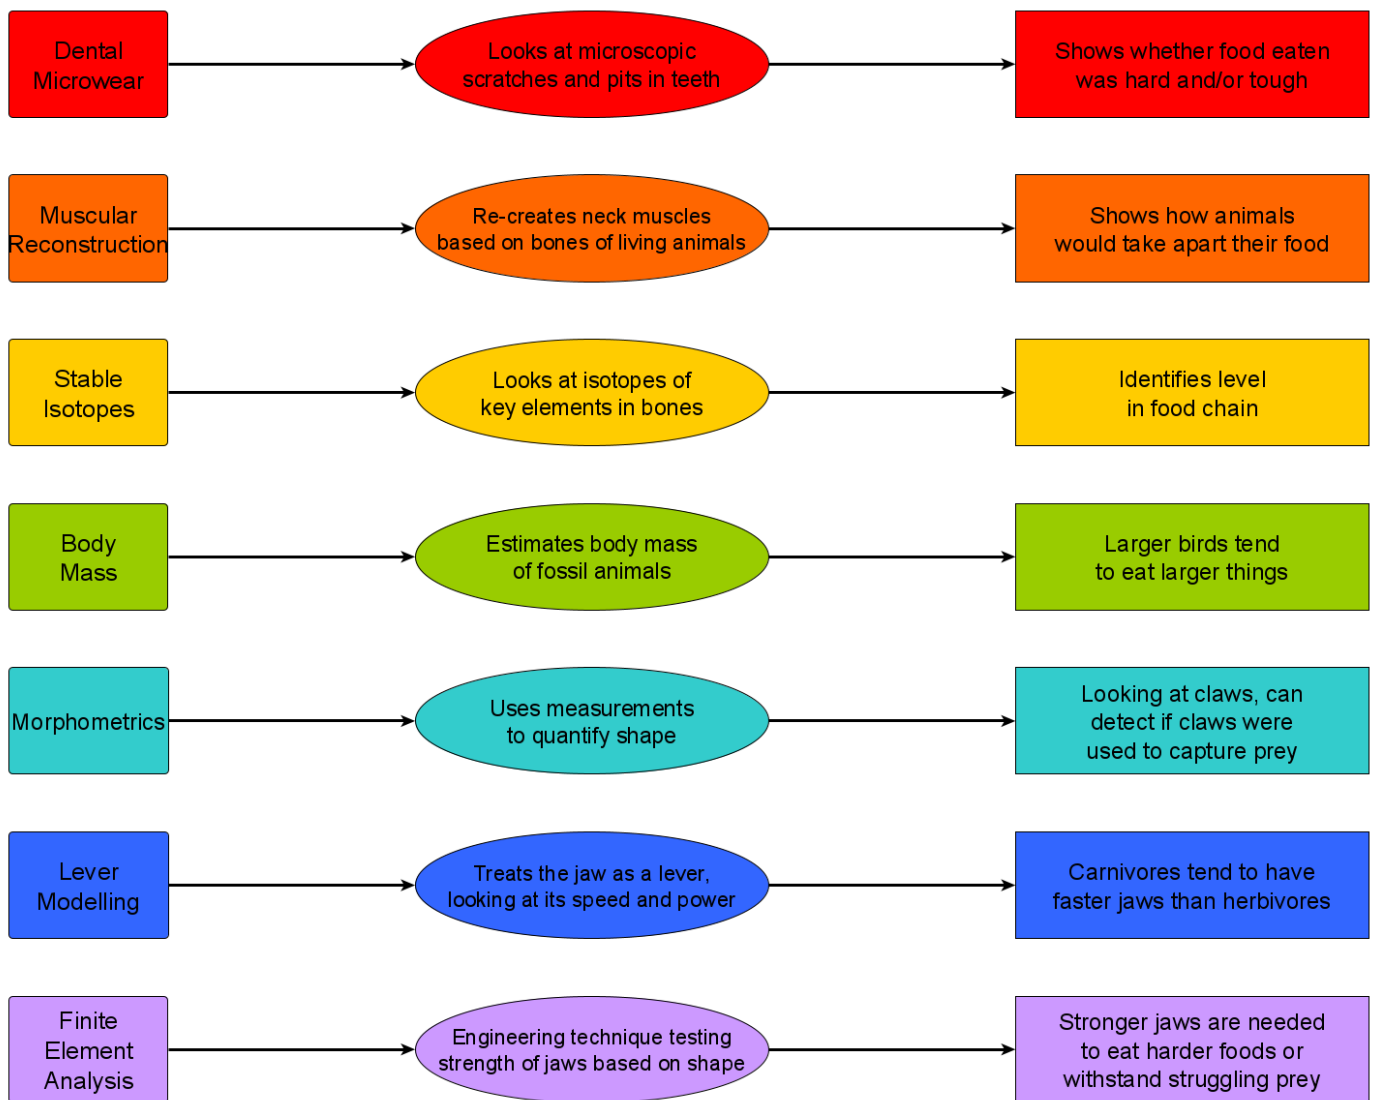 Dental
Microwear
Looks at microscopic
scratches and pits in teeth
Shows whether food eaten
was hard and/or tough
Muscular
Reconstruction
Re-creates neck muscles
based on bones of living animals
Shows how animals
would take apart their food
Stable
Isotopes
Looks at isotopes of
key elements in bones
Identifies level
in food chain
Body
Mass
Estimates body mass
of fossil animals
Larger birds tend
to eat larger things
Morphometrics
Uses measurements
to quantify shape
Looking at claws, can
detect if claws were
used to capture prey
Lever
Modelling
Treats the jaw as a lever,
looking at its speed and power
Carnivores tend to have
faster jaws than herbivores
Finite
Element
Analysis
Engineering technique testing
strength of jaws based on shape
Stronger jaws are needed
to eat harder foods or
withstand struggling prey